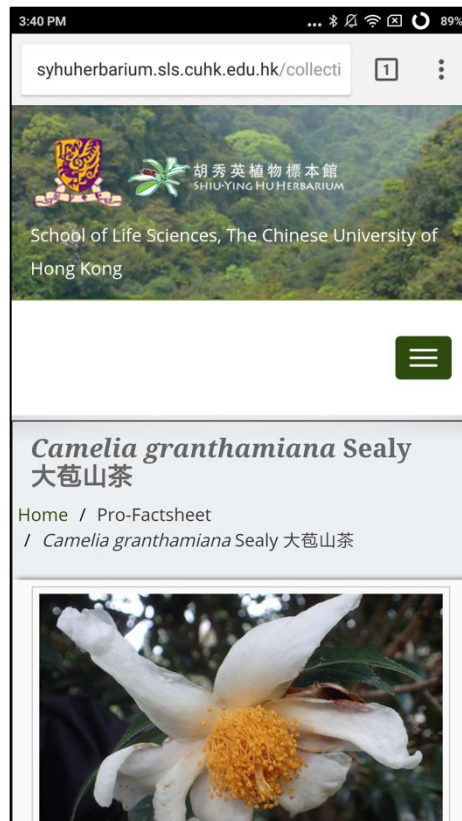 3:40 PM ... 89%
syhuherbarium.sls.cuhk.edu.hk/collecti 1
胡秀英植物標本館
SHIU-YING HU HERBARIUM
School of Life Sciences, The Chinese University of
Hong Kong
Camelia granthamiana Sealy
大苞山茶
Home / Pro-Factsheet
/ Camelia granthamiana Sealy 大苞山茶